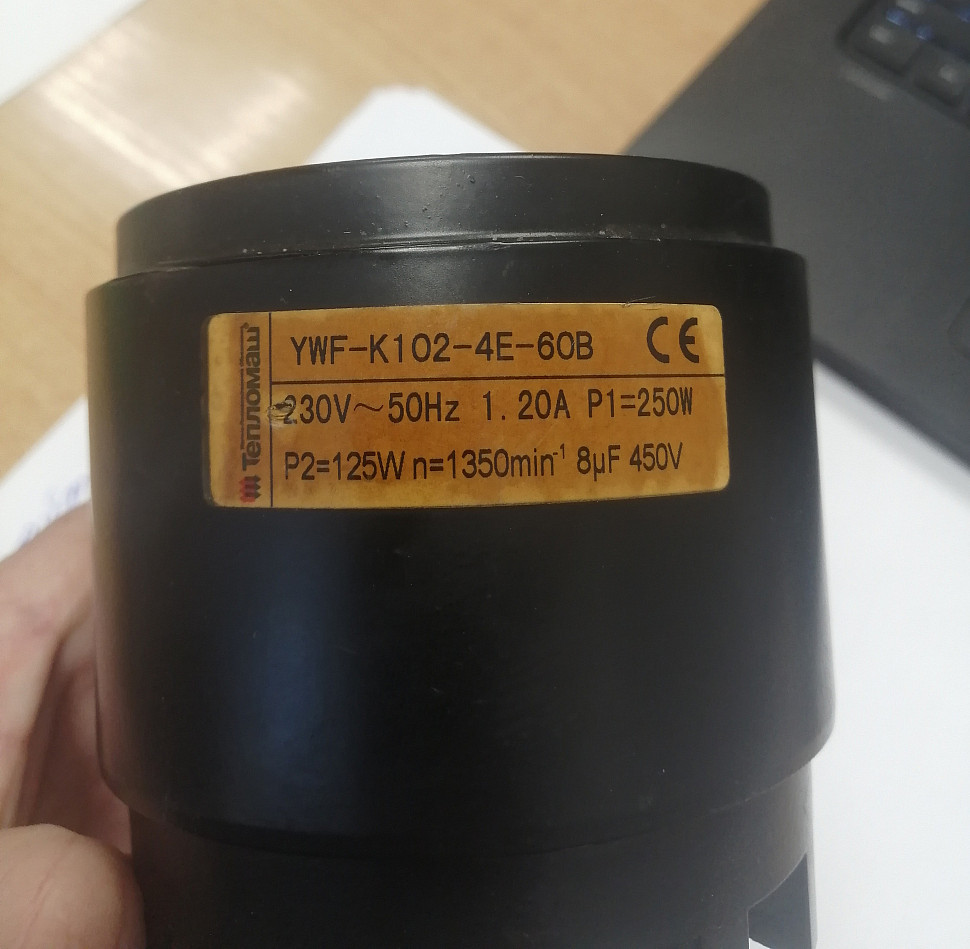 Тепломаш®
YWF-K102-4E-60B CE
230V～50Hz 1.20A P1=250W
P2=125W n=1350min⁻¹ 8µF 450V